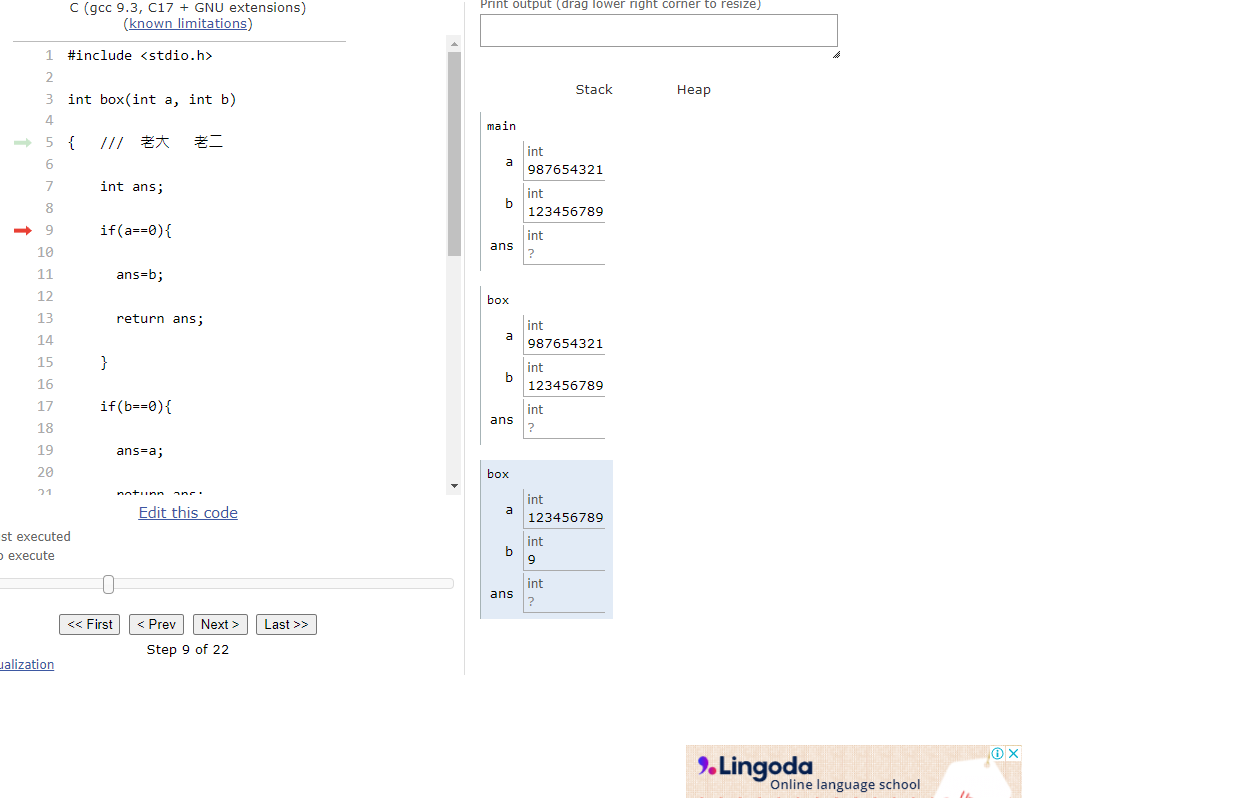 C (gcc 9.3, C17 + GNU extensions)
(known limitations)
1 #include <stdio.h>
2
3 int box(int a, int b)
4
5 { /// 老大 老二
6
7 int ans;
8
9 if(a==0){
10
11 ans=b;
12
13 return ans;
14
15 }
16
17 if(b==0){
18
19 ans=a;
20
21 return ans;
Edit this code
st executed
o execute
<< First < Prev Next > Last >>
Step 9 of 22
ualization
Print output (drag lower right corner to resize)
Stack Heap
main
a int
987654321
b int
123456789
ans int
?
box
a int
987654321
b int
123456789
ans int
?
box
a int
123456789
b int
9
ans int
?
Lingoda
Online language school